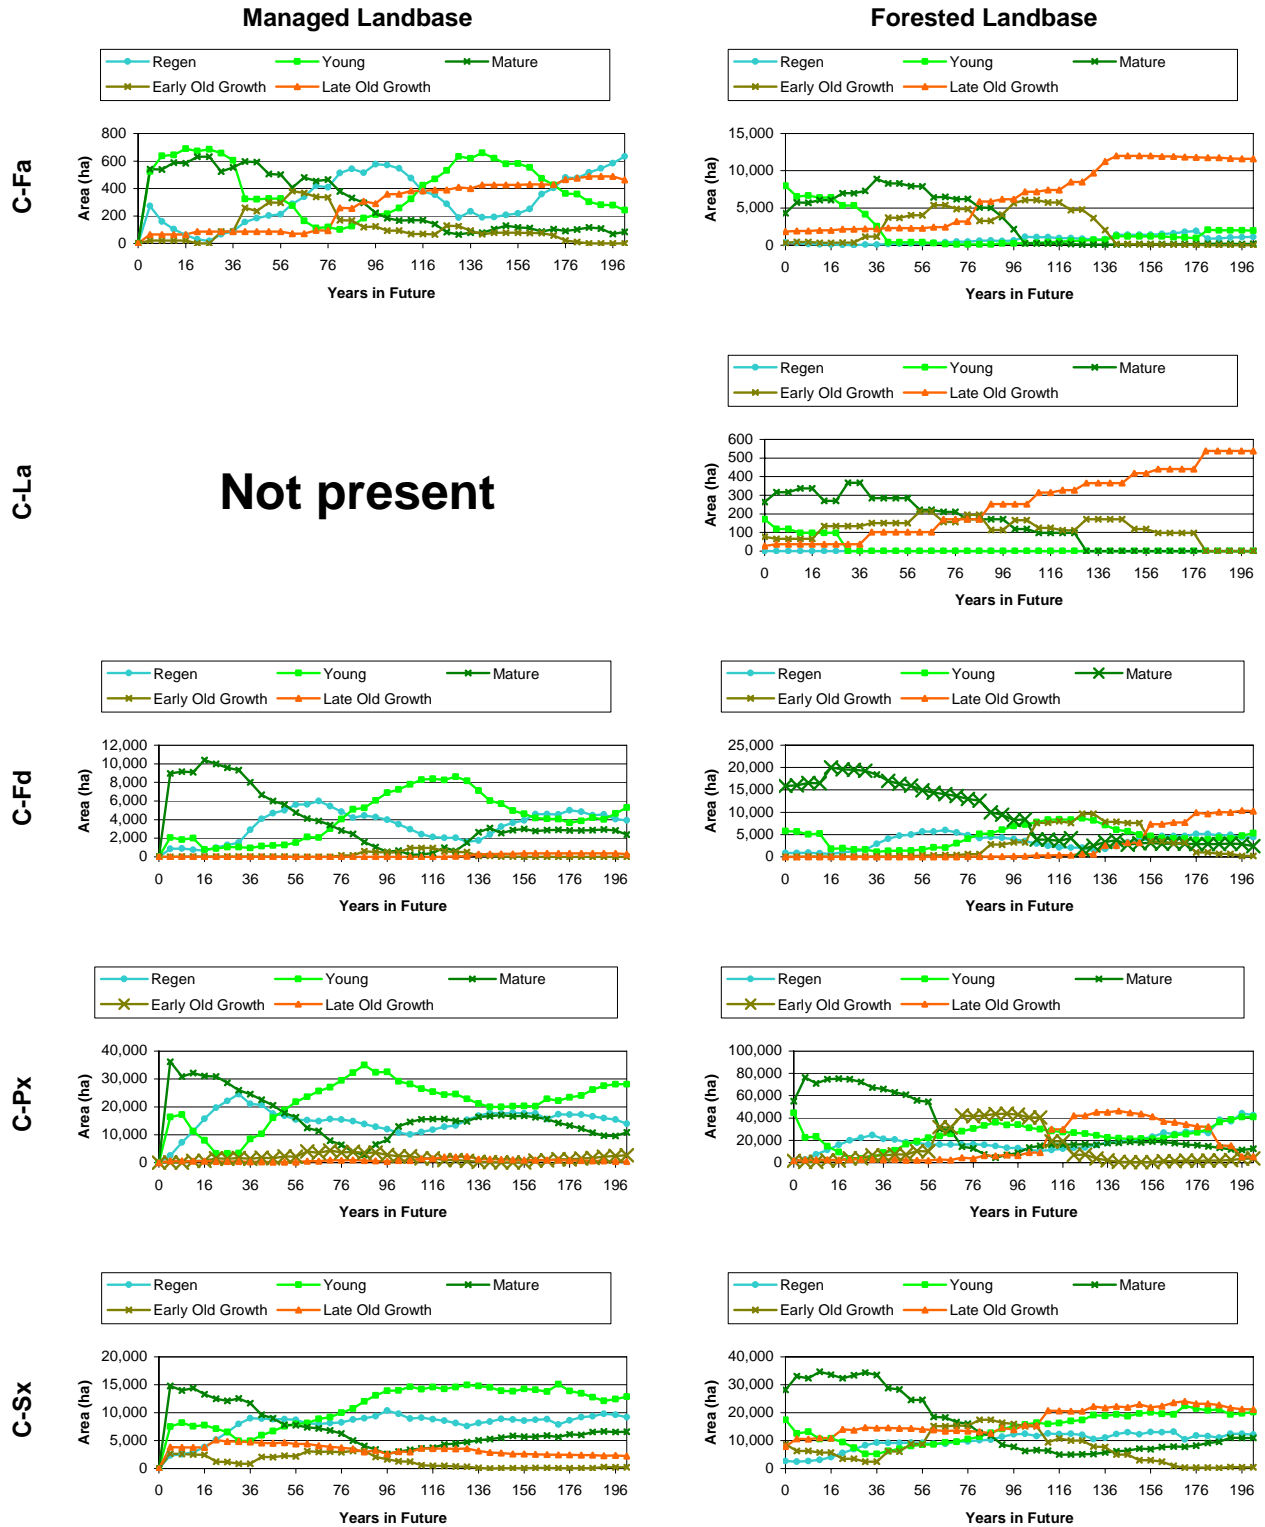 Managed Landbase Forested Landbase
C-Fa
Regen Young Mature
Early Old Growth Late Old Growth
Area (ha)
800
600
400
200
0
0 16 36 56 76 96 116 136 156 176 196
Years in Future
Regen Young Mature
Early Old Growth Late Old Growth
Area (ha)
15,000
10,000
5,000
0
0 16 36 56 76 96 116 136 156 176 196
Years in Future
C-La
Not present
Regen Young Mature
Early Old Growth Late Old Growth
Area (ha)
600
500
400
300
200
100
0
0 16 36 56 76 96 116 136 156 176 196
Years in Future
C-Fd
Regen Young Mature
Early Old Growth Late Old Growth
Area (ha)
12,000
10,000
8,000
6,000
4,000
2,000
0
0 16 36 56 76 96 116 136 156 176 196
Years in Future
Regen Young Mature
Early Old Growth Late Old Growth
Area (ha)
25,000
20,000
15,000
10,000
5,000
0
0 16 36 56 76 96 116 136 156 176 196
Years in Future
C-Px
Regen Young Mature
Early Old Growth Late Old Growth
Area (ha)
40,000
30,000
20,000
10,000
0
0 16 36 56 76 96 116 136 156 176 196
Years in Future
Regen Young Mature
Early Old Growth Late Old Growth
Area (ha)
100,000
80,000
60,000
40,000
20,000
0
0 16 36 56 76 96 116 136 156 176 196
Years in Future
C-Sx
Regen Young Mature
Early Old Growth Late Old Growth
Area (ha)
20,000
15,000
10,000
5,000
0
0 16 36 56 76 96 116 136 156 176 196
Years in Future
Regen Young Mature
Early Old Growth Late Old Growth
Area (ha)
40,000
30,000
20,000
10,000
0
0 16 36 56 76 96 116 136 156 176 196
Years in Future